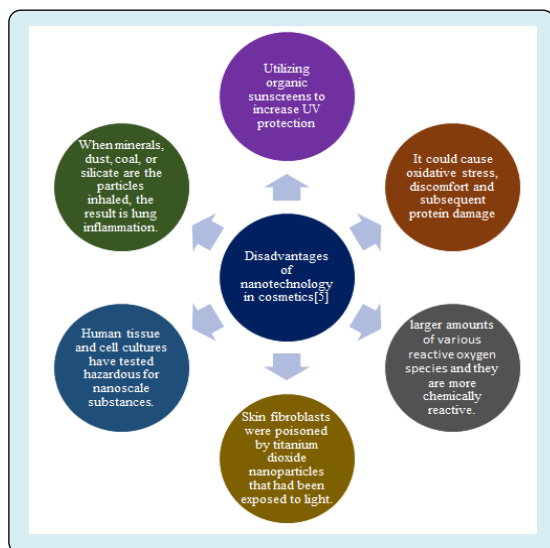 Utilizing
organic
sunscreens to
increase UV
protection
When minerals,
dust, coal, or
silicate are the
particles
inhaled, the
result is lung
inflammation.
It could cause
oxidative stress,
discomfort and
subsequent
protein damage
Disadvantages
of
nanotechnology
in cosmetics[5]
Human tissue
and cell cultures
have tested
hazardous for
nanoscale
substances.
larger amounts
of various
reactive oxygen
species and they
are more
chemically
reactive.
Skin fibroblasts
were poisoned by
titanium
dioxide
nanoparticles
that had been
exposed to light.